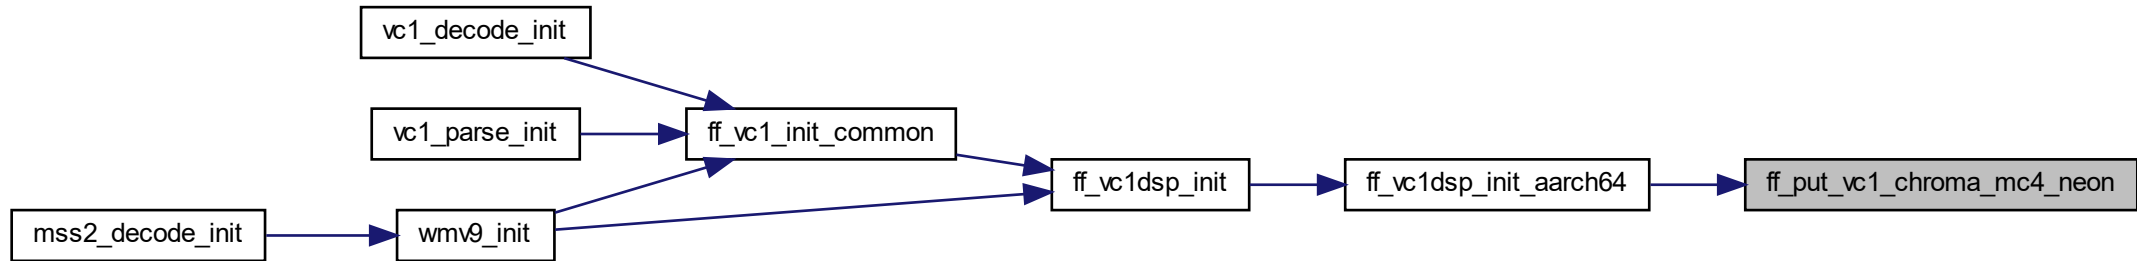 vc1_decode_init
vc1_parse_init
ff_vc1_init_common
ff_vc1dsp_init
ff_vc1dsp_init_aarch64
ff_put_vc1_chroma_mc4_neon
mss2_decode_init
wmv9_init